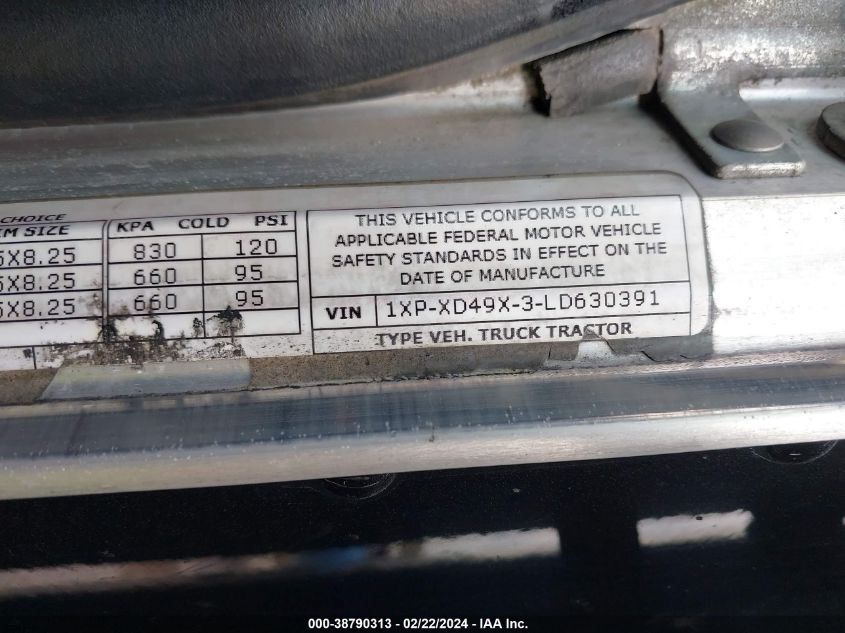 CHOICE
IM SIZE KPA COLD PSI
5X8.25 830 120
5X8.25 660 95
5X8.25 660 95
THIS VEHICLE CONFORMS TO ALL
APPLICABLE FEDERAL MOTOR VEHICLE
SAFETY STANDARDS IN EFFECT ON THE
DATE OF MANUFACTURE
VIN 1XP-XD49X-3-LD630391
TYPE VEH. TRUCK TRACTOR
000-38790313 - 02/22/2024 - IAA Inc.